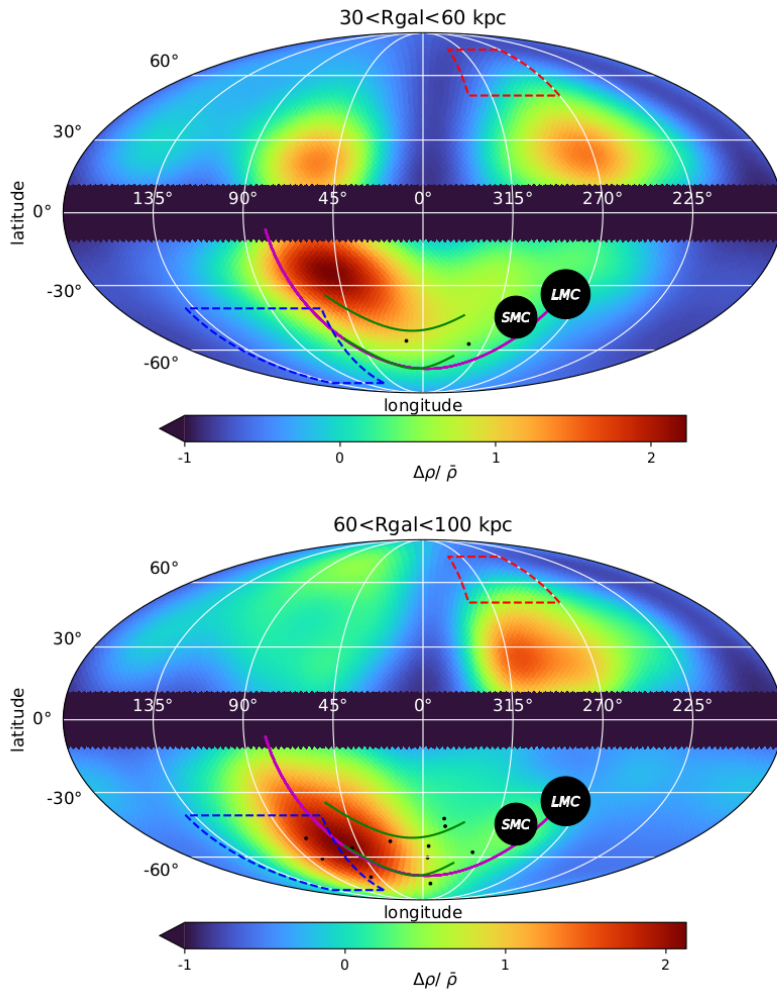 30<Rgal<60 kpc
60°
30°
135° 90° 45° 0° 315° 270° 225°
0°
latitude
-30°
LMC
SMC
-60°
longitude
-1 0 1 2
Δρ/ ρ̄
60<Rgal<100 kpc
60°
30°
135° 90° 45° 0° 315° 270° 225°
0°
latitude
-30°
LMC
SMC
-60°
longitude
-1 0 1 2
Δρ/ ρ̄